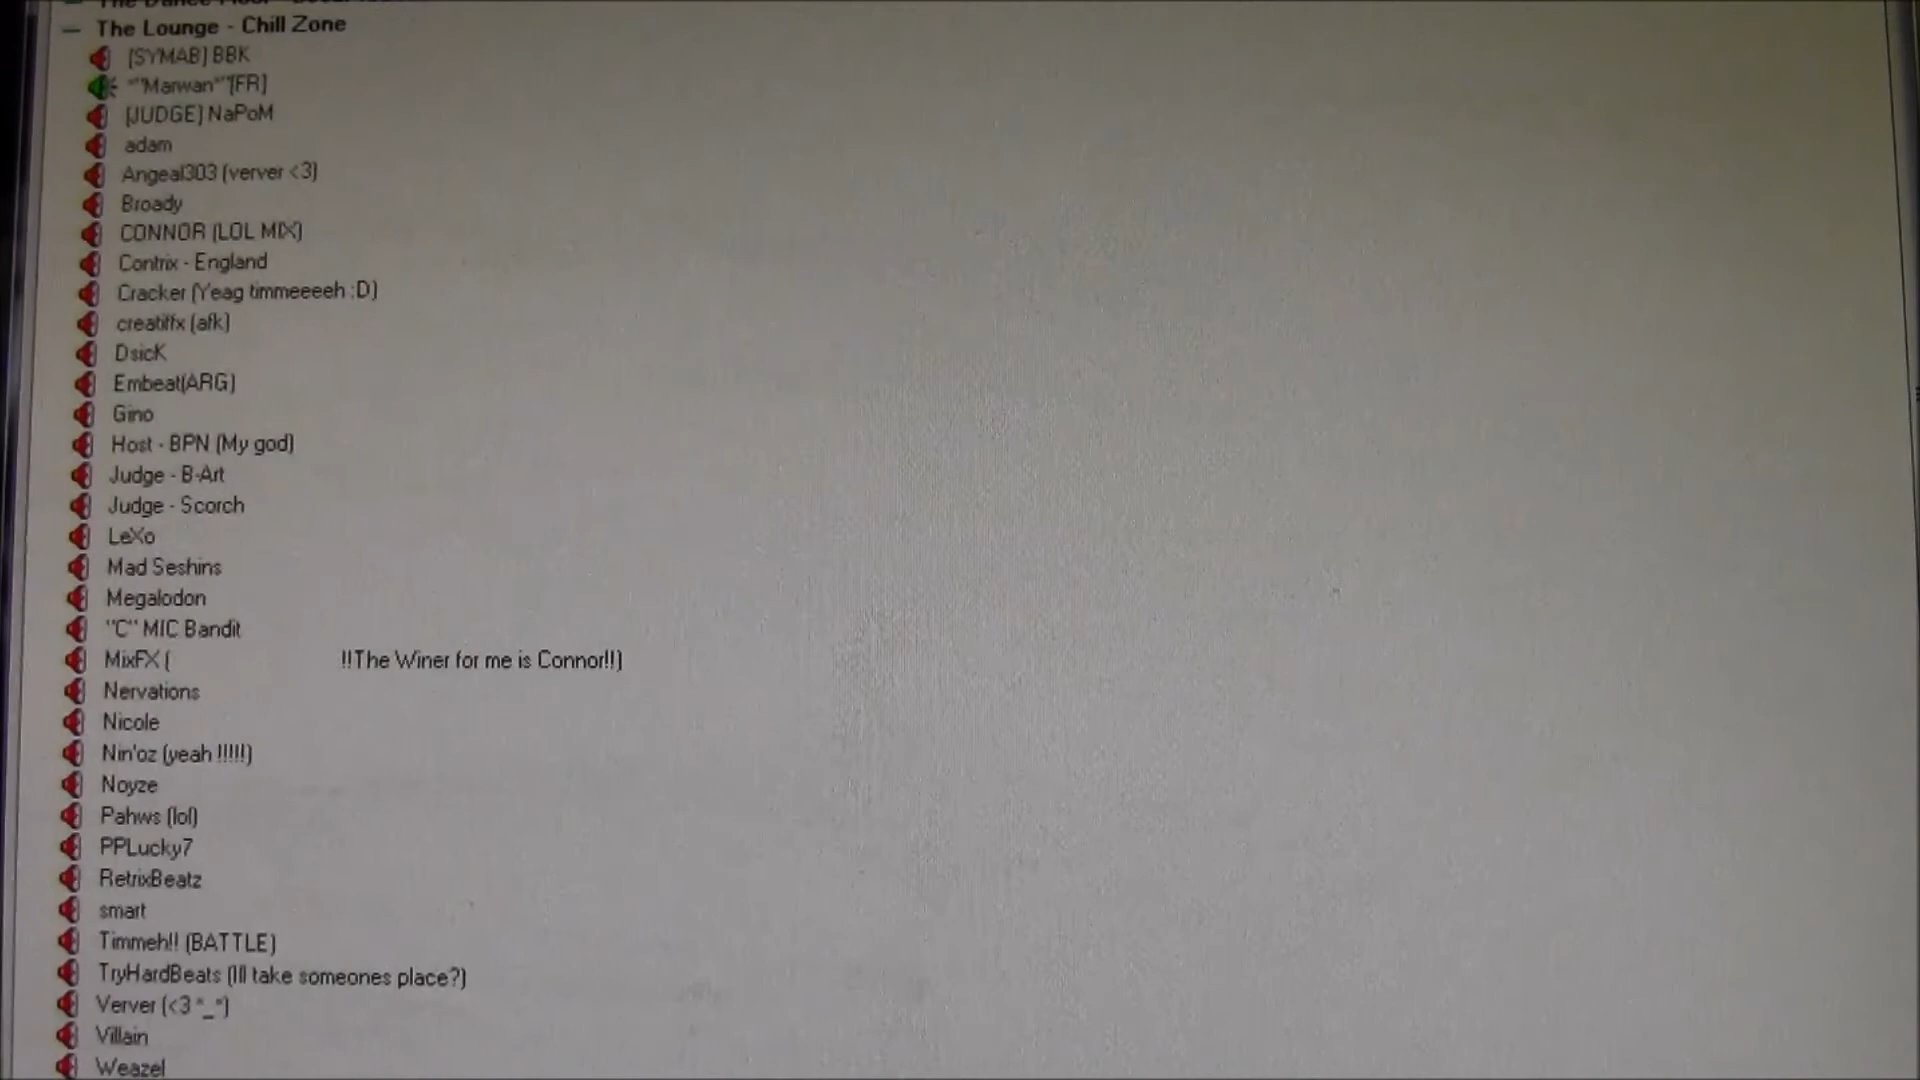 The Lounge - Chill Zone
[SYMAB] BBK
*"Marwan*"[FR]
[JUDGE] NaPoM
adam
Angeal303 (verver <3)
Broady
CONNOR (LOL MIX)
Contrix - England
Cracker (Yeag timmeeeeh :D)
creatiffx (afk)
DsicK
Embeat(ARG)
Gino
Host - BPN (My god)
Judge - B-Art
Judge - Scorch
LeXo
Mad Seshins
Megalodon
"C" MIC Bandit
MixFX ( !!The Winer for me is Connor!!)
Nervations
Nicole
Nin'oz (yeah !!!!!)
Noyze
Pahws (lol)
PPLucky7
RetrixBeatz
smart
Timmeh!! (BATTLE)
TryHardBeats (Ill take someones place?)
Verver (<3 *_*)
Villain
Weazel